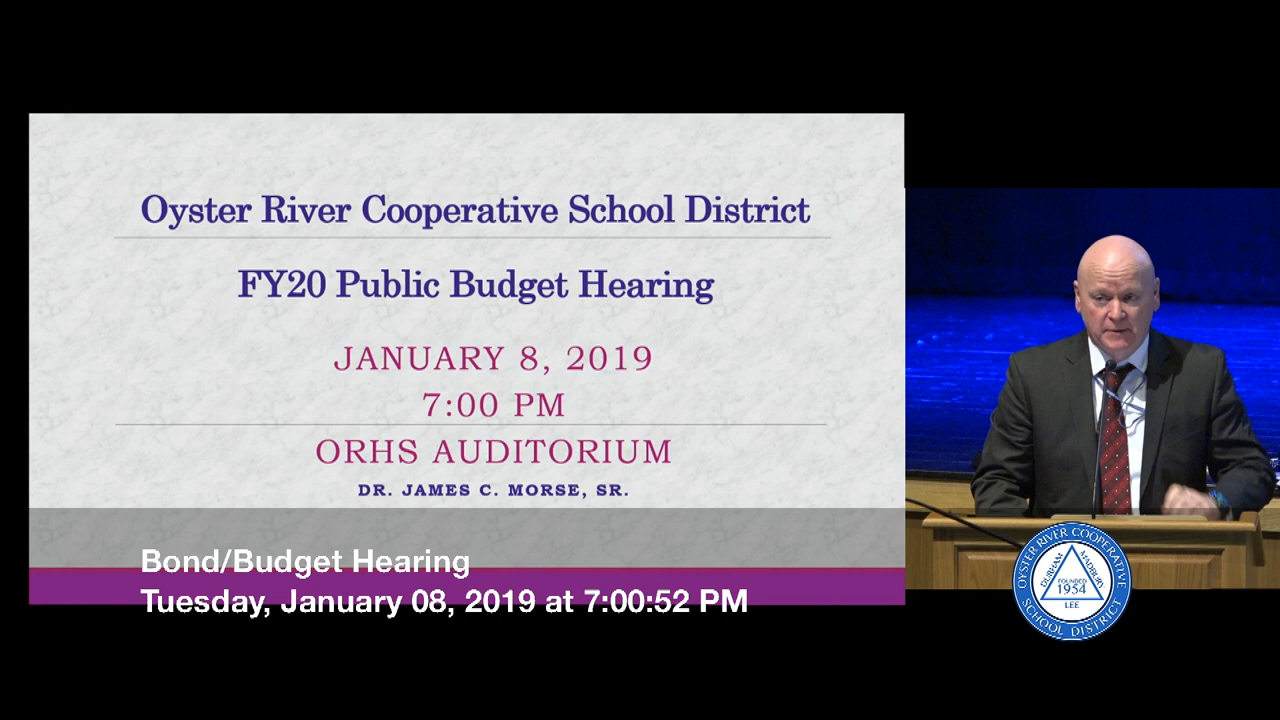 Oyster River Cooperative School District
FY20 Public Budget Hearing
JANUARY 8, 2019
7:00 PM
ORHS AUDITORIUM
DR. JAMES C. MORSE, SR.
Bond/Budget Hearing
Tuesday, January 08, 2019 at 7:00:52 PM
OYSTER RIVER COOPERATIVE
SCHOOL DISTRICT
DURHAM
MADBURY
FOUNDED
1954
LEE